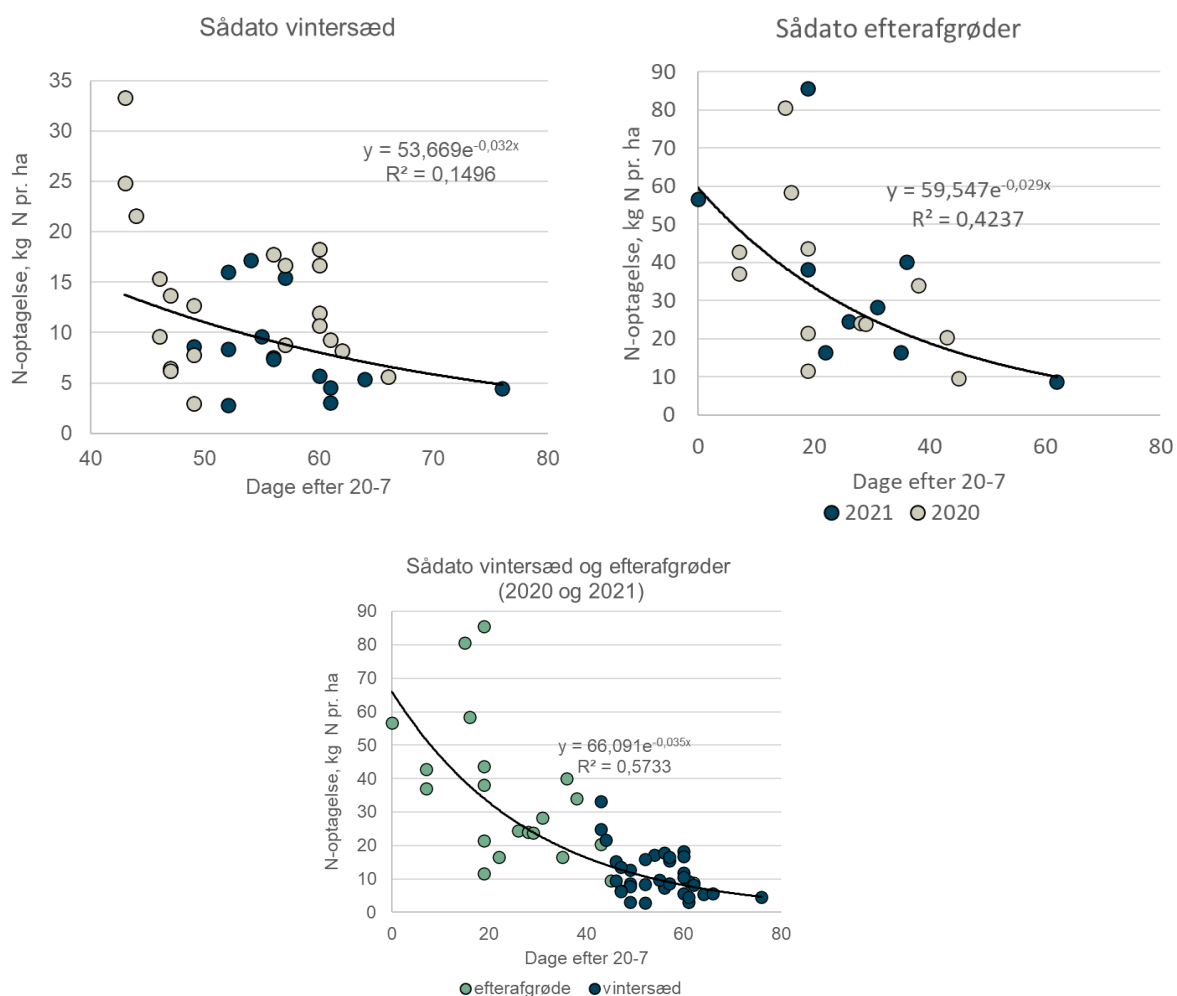 Sådato vintersæd
35
30
25
20
15
10
5
0
N-optagelse, kg N pr. ha
y = 53,669e^-0,032x
R² = 0,1496
40 50 60 70 80
Dage efter 20-7
Sådato efterafgrøder
90
80
70
60
50
40
30
20
10
0
N-optagelse, kg N pr. ha
y = 59,547e^-0,029x
R² = 0,4237
0 20 40 60 80
Dage efter 20-7
2021 2020
Sådato vintersæd og efterafgrøder
(2020 og 2021)
90
80
70
60
50
40
30
20
10
0
N-optagelse, kg N pr. ha
y = 66,091e^-0,035x
R² = 0,5733
0 20 40 60 80
Dage efter 20-7
efterafgrøde vintersæd